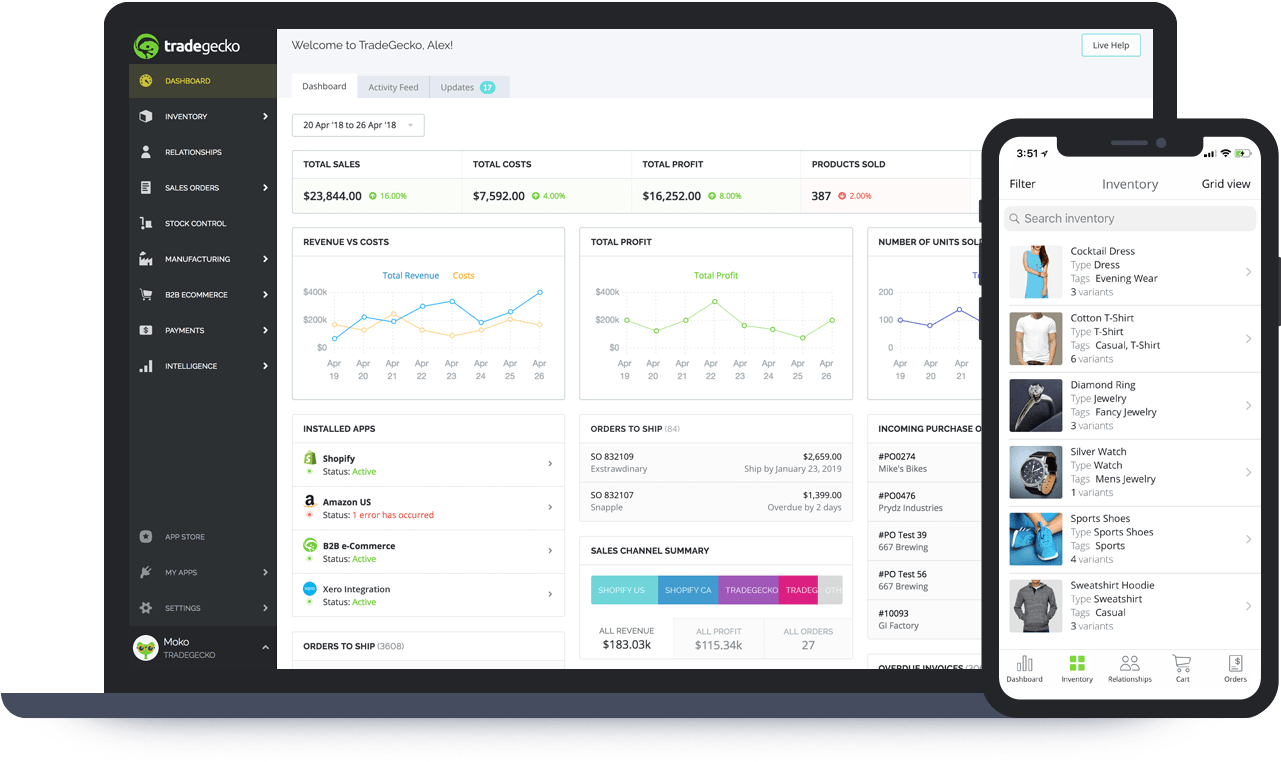 tradegecko
DASHBOARD
INVENTORY
RELATIONSHIPS
SALES ORDERS
STOCK CONTROL
MANUFACTURING
B2B ECOMMERCE
PAYMENTS
INTELLIGENCE
APP STORE
MY APPS
SETTINGS
Moko
TRADEGECKO
Welcome to TradeGecko, Alex!
Live Help
Dashboard Activity Feed Updates 17
20 Apr '18 to 26 Apr '18
TOTAL SALES TOTAL COSTS TOTAL PROFIT PRODUCTS SOLD
$23,844.00 16.00% $7,592.00 4.00% $16,252.00 8.00% 387 2.00%
REVENUE VS COSTS
Total Revenue Costs
$400k
$200k
$0
Apr Apr Apr Apr Apr Apr Apr Apr
19 20 21 22 23 24 25 26
TOTAL PROFIT
Total Profit
$400k
$200k
$0
Apr Apr Apr Apr Apr Apr Apr Apr
19 20 21 22 23 24 25 26
NUMBER OF UNITS SOL
200
100
0
Apr Apr Apr
19 20 21
INSTALLED APPS
Shopify
Status: Active
Amazon US
Status: 1 error has occurred
B2B e-Commerce
Status: Active
xero
Xero Integration
Status: Active
ORDERS TO SHIP (3608)
ORDERS TO SHIP (84)
SO 832109 $2,659.00
Exstrawdinary Ship by January 23, 2019
SO 832107 $1,399.00
Snapple Overdue by 2 days
SALES CHANNEL SUMMARY
SHOPIFY US SHOPIFY CA TRADEGECKO TRADEG OTH
ALL REVENUE ALL PROFIT ALL ORDERS
$183.03k $115.34k 27
INCOMING PURCHASE O
#PO0274
Mike's Bikes
#PO0476
Prydz Industries
#PO Test 39
667 Brewing
#PO Test 56
667 Brewing
#10093
GI Factory
OVERDUE INVOICES
3:51
Filter Inventory Grid view
Search inventory
Cocktail Dress
Type Dress
Tags Evening Wear
3 variants
Cotton T-Shirt
Type T-Shirt
Tags Casual, T-Shirt
6 variants
Diamond Ring
Type Jewelry
Tags Fancy Jewelry
3 variants
Silver Watch
Type Watch
Tags Mens Jewelry
1 variants
Sports Shoes
Type Sports Shoes
Tags Sports
4 variants
Sweatshirt Hoodie
Type Sweatshirt
Tags Casual
3 variants
Dashboard Inventory Relationships Cart Orders